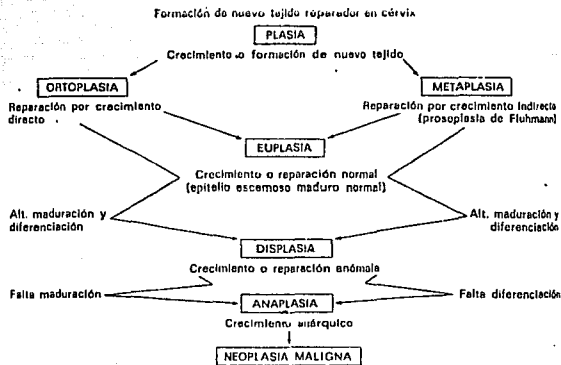 Formación de nuevo tejido reparador en cérvix
PLASIA
Crecimiento o formación de nuevo tejido
ORTOPLASIA
METAPLASIA
Reparación por crecimiento directo
Reparación por crecimiento Indirecto (prosoplasia de Fluhmann)
EUPLASIA
Crecimiento o reparación normal
(epitelio escamoso maduro normal)
Alt. maduración y diferenciación
Alt. maduración y diferenciación
DISPLASIA
Crecimiento o reparación anómala
Falta maduración
Falta diferenciación
ANAPLASIA
Crecimiento anárquico
NEOPLASIA MALIGNA